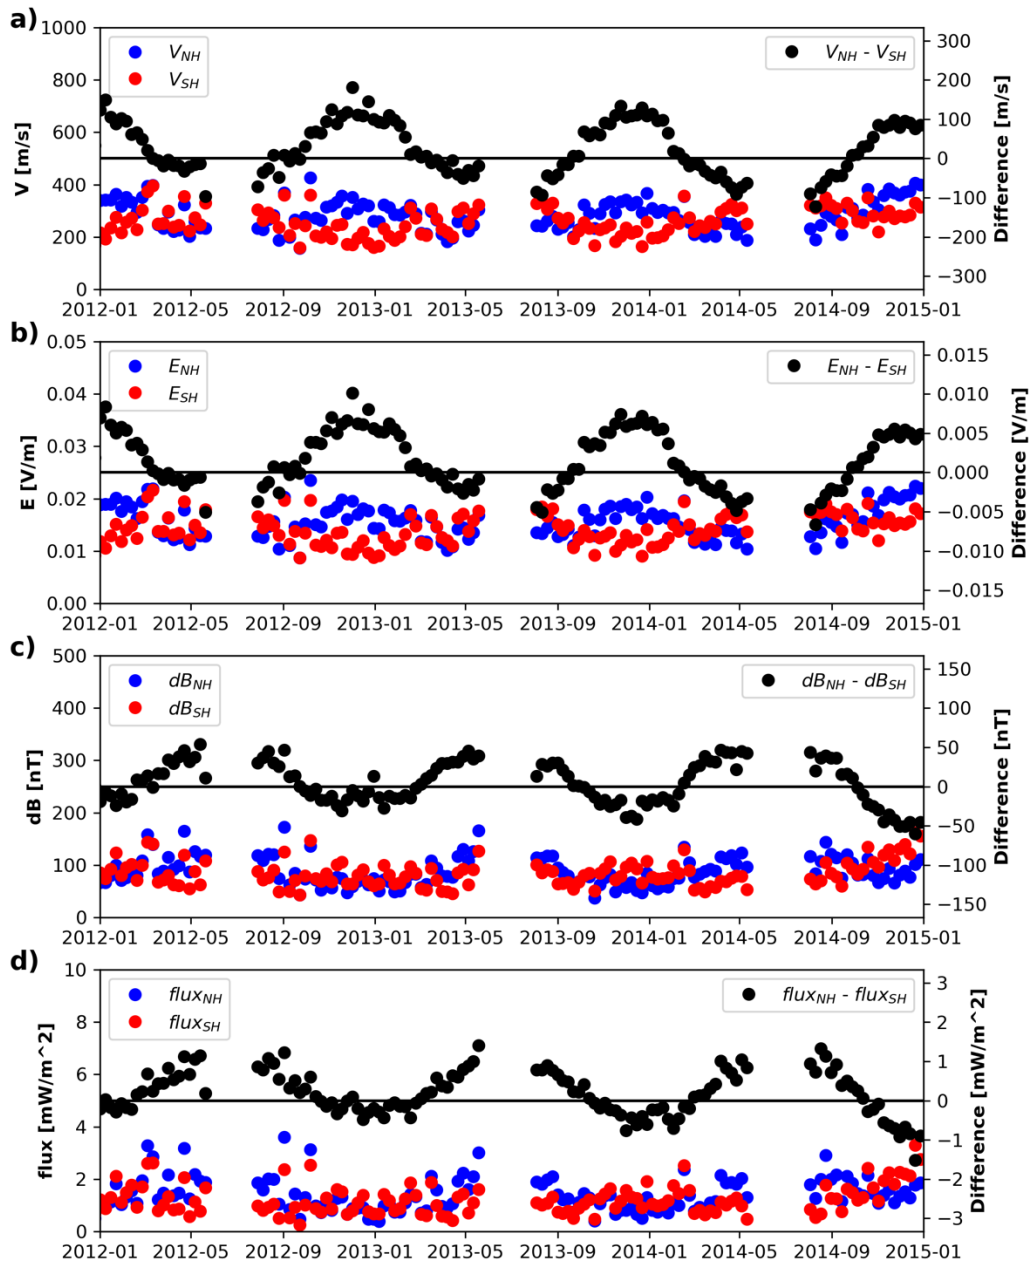 a)
1000
800
600
400
200
0
V [m/s]
V_NH
V_SH
V_NH - V_SH
300
200
100
0
−100
−200
−300
Difference [m/s]
2012-01 2012-05 2012-09 2013-01 2013-05 2013-09 2014-01 2014-05 2014-09 2015-01
b)
0.05
0.04
0.03
0.02
0.01
0.00
E [V/m]
E_NH
E_SH
E_NH - E_SH
0.015
0.010
0.005
0.000
−0.005
−0.010
−0.015
Difference [V/m]
2012-01 2012-05 2012-09 2013-01 2013-05 2013-09 2014-01 2014-05 2014-09 2015-01
c)
500
400
300
200
100
0
dB [nT]
dB_NH
dB_SH
dB_NH - dB_SH
150
100
50
0
−50
−100
−150
Difference [nT]
2012-01 2012-05 2012-09 2013-01 2013-05 2013-09 2014-01 2014-05 2014-09 2015-01
d)
10
8
6
4
2
0
flux [mW/m^2]
flux_NH
flux_SH
flux_NH - flux_SH
3
2
1
0
−1
−2
−3
Difference [mW/m^2]
2012-01 2012-05 2012-09 2013-01 2013-05 2013-09 2014-01 2014-05 2014-09 2015-01